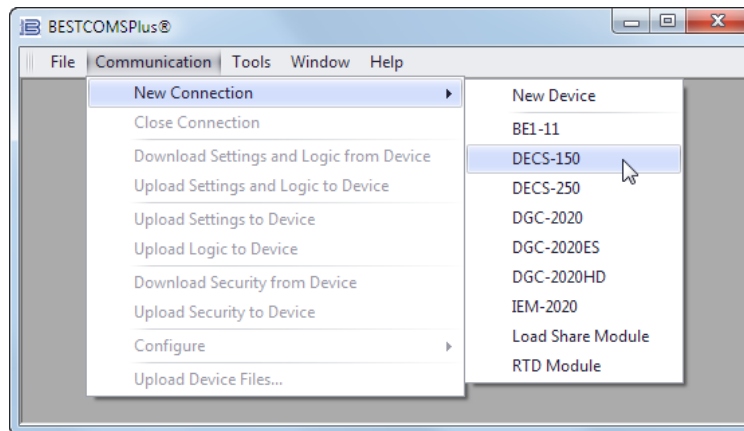 BESTCOMSPlus®
File Communication Tools Window Help
New Connection
Close Connection
Download Settings and Logic from Device
Upload Settings and Logic to Device
Upload Settings to Device
Upload Logic to Device
Download Security from Device
Upload Security to Device
Configure
Upload Device Files...
New Device
BE1-11
DECS-150
DECS-250
DGC-2020
DGC-2020ES
DGC-2020HD
IEM-2020
Load Share Module
RTD Module